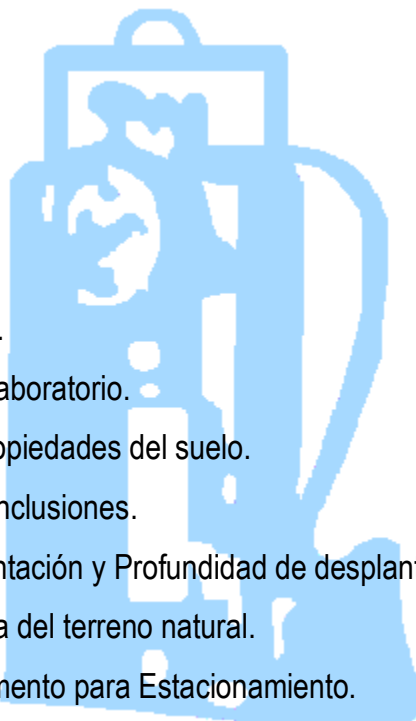 .
aboratorio.
opiedades del suelo.
nclusiones.
ntación y Profundidad de desplant
a del terreno natural.
mento para Estacionamiento.